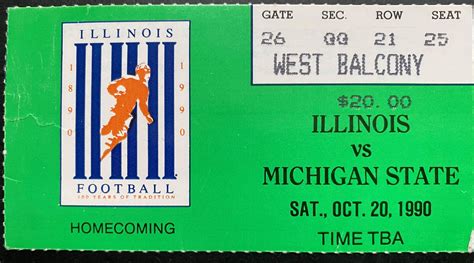 GATE SEC. ROW SEAT
26 QQ 21 25
WEST BALCONY
$20.00
ILLINOIS
1890
1990
FOOTBALL
100 YEARS OF TRADITION
HOMECOMING
ILLINOIS
VS
MICHIGAN STATE
SAT., OCT. 20, 1990
TIME TBA